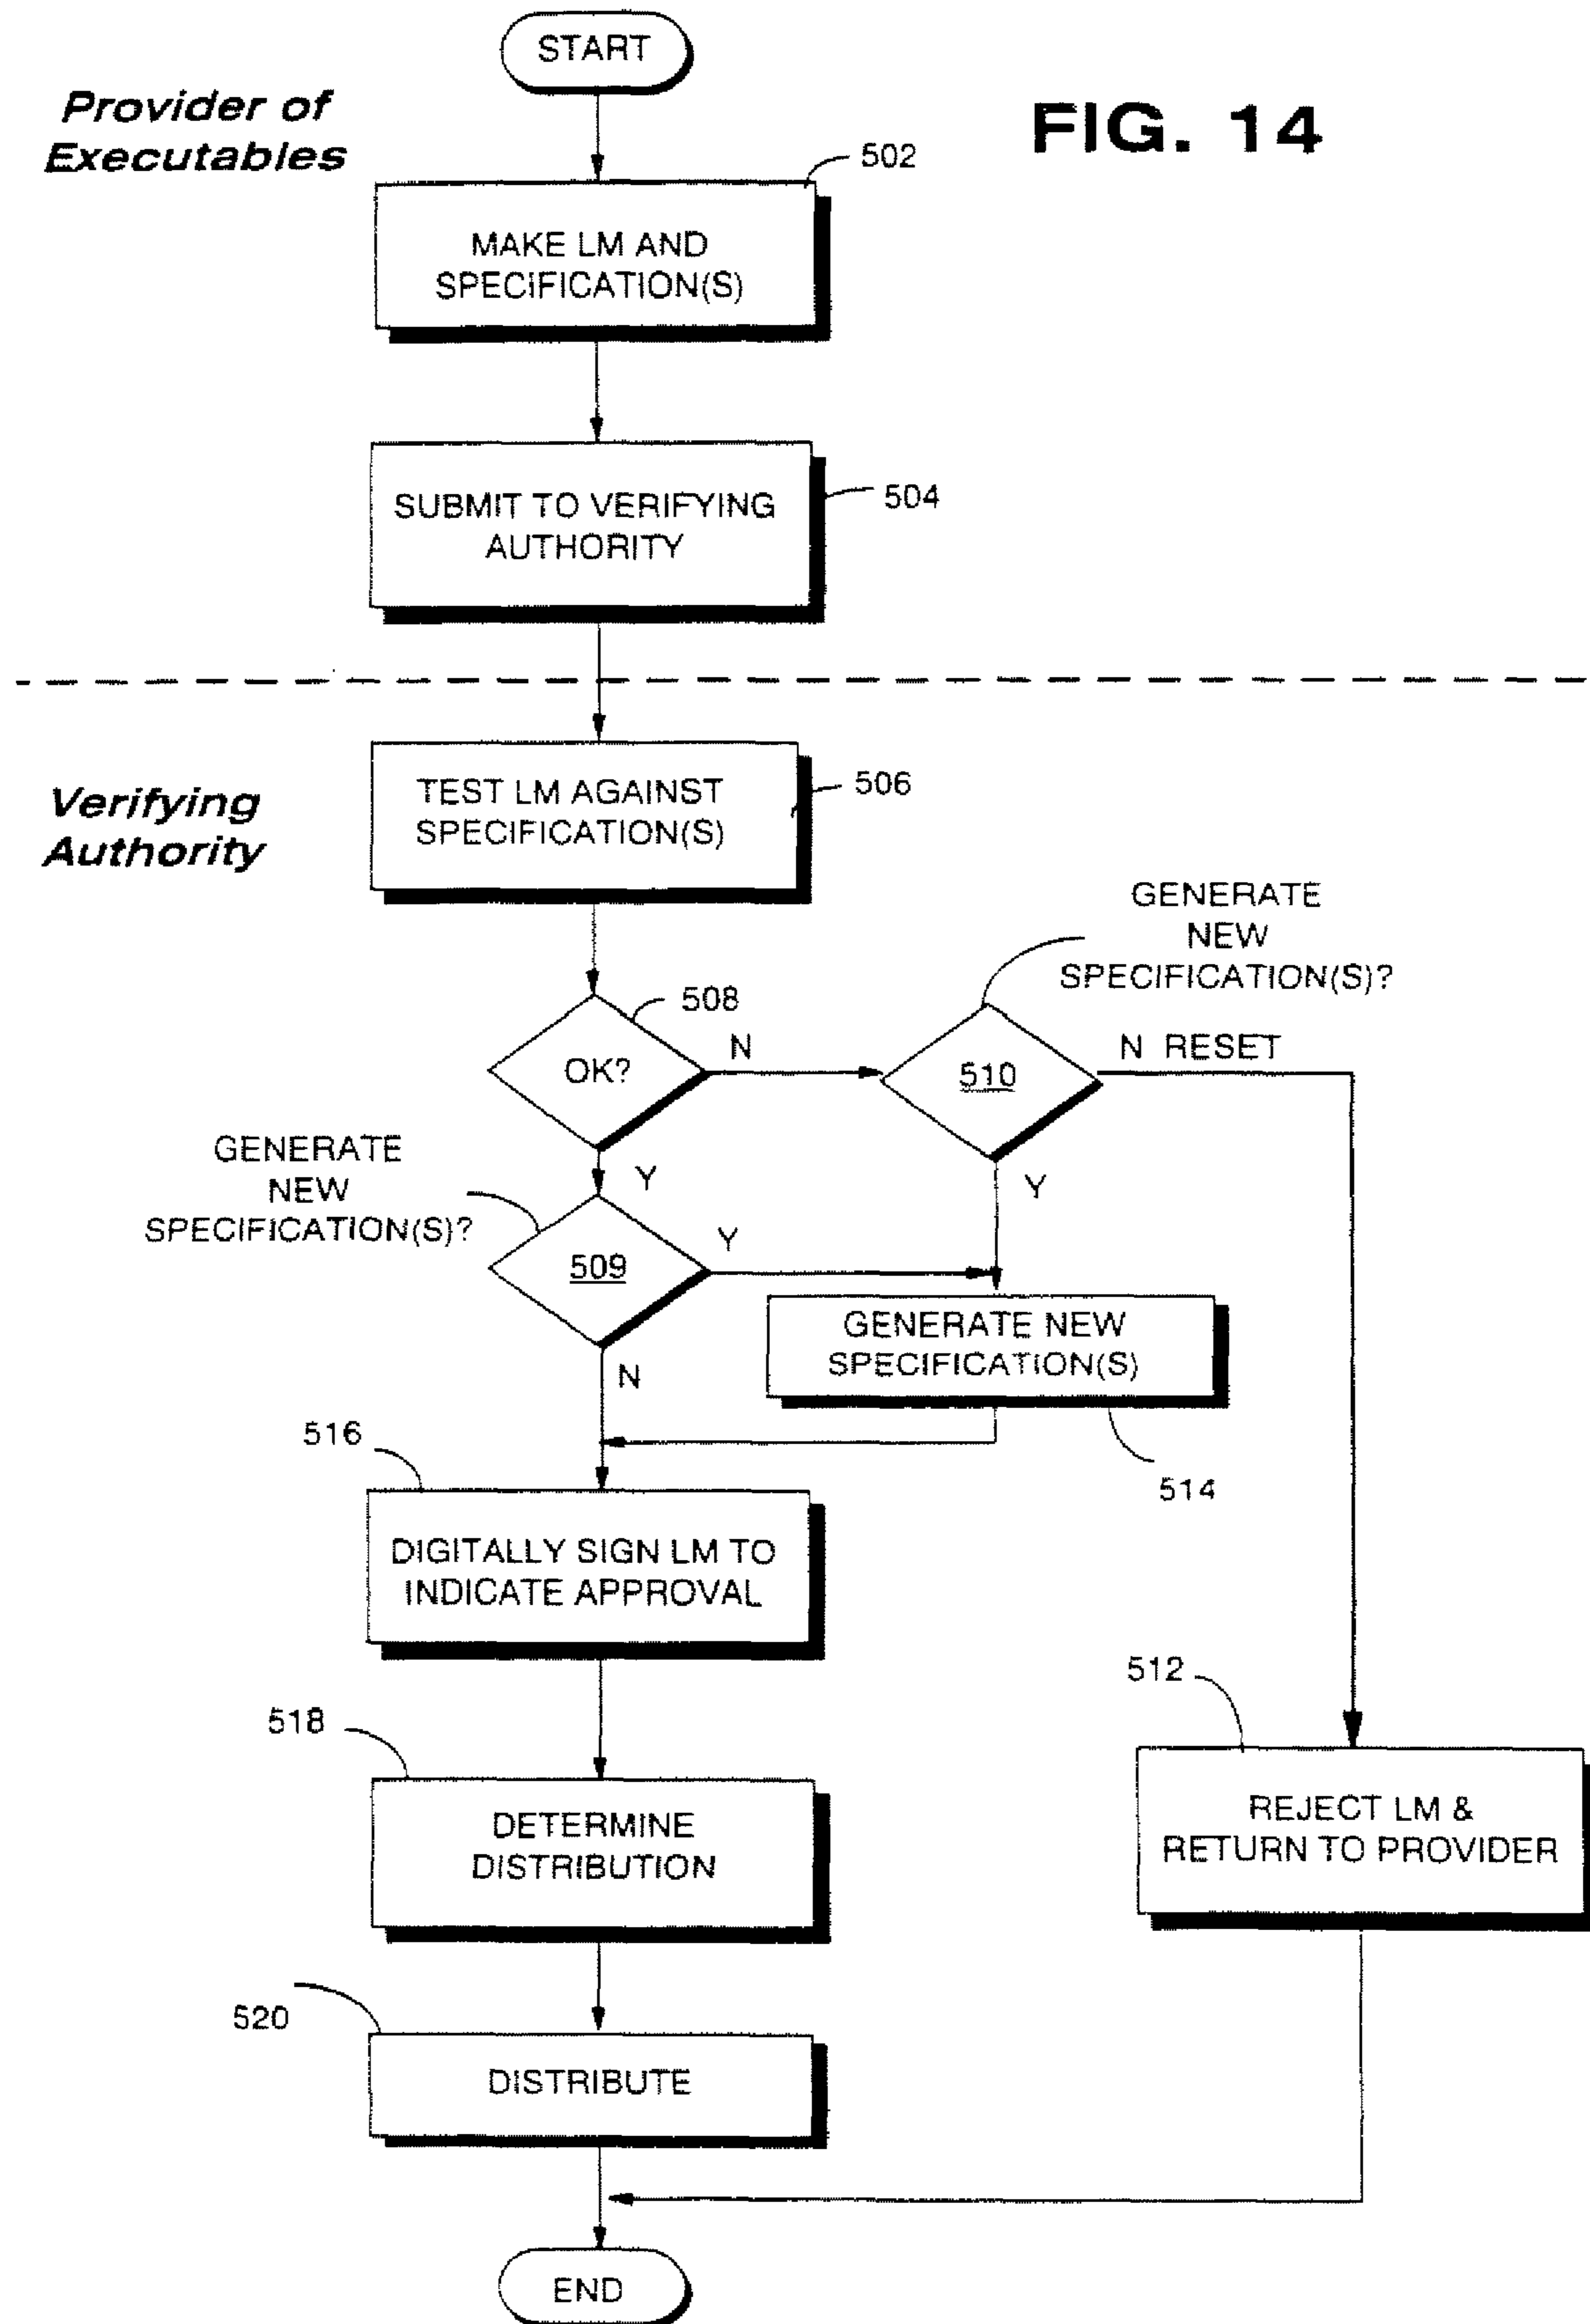 START
Provider of
Executables
FIG. 14
502
MAKE LM AND
SPECIFICATION(S)
504
SUBMIT TO VERIFYING
AUTHORITY
Verifying
Authority
506
TEST LM AGAINST
SPECIFICATION(S)
GENERATE
NEW
SPECIFICATION(S)?
508
OK?
N
510
N RESET
GENERATE
NEW
SPECIFICATION(S)?
Y
Y
509
Y
N
GENERATE NEW
SPECIFICATION(S)
514
516
DIGITALLY SIGN LM TO
INDICATE APPROVAL
518
DETERMINE
DISTRIBUTION
512
REJECT LM &
RETURN TO PROVIDER
520
DISTRIBUTE
END